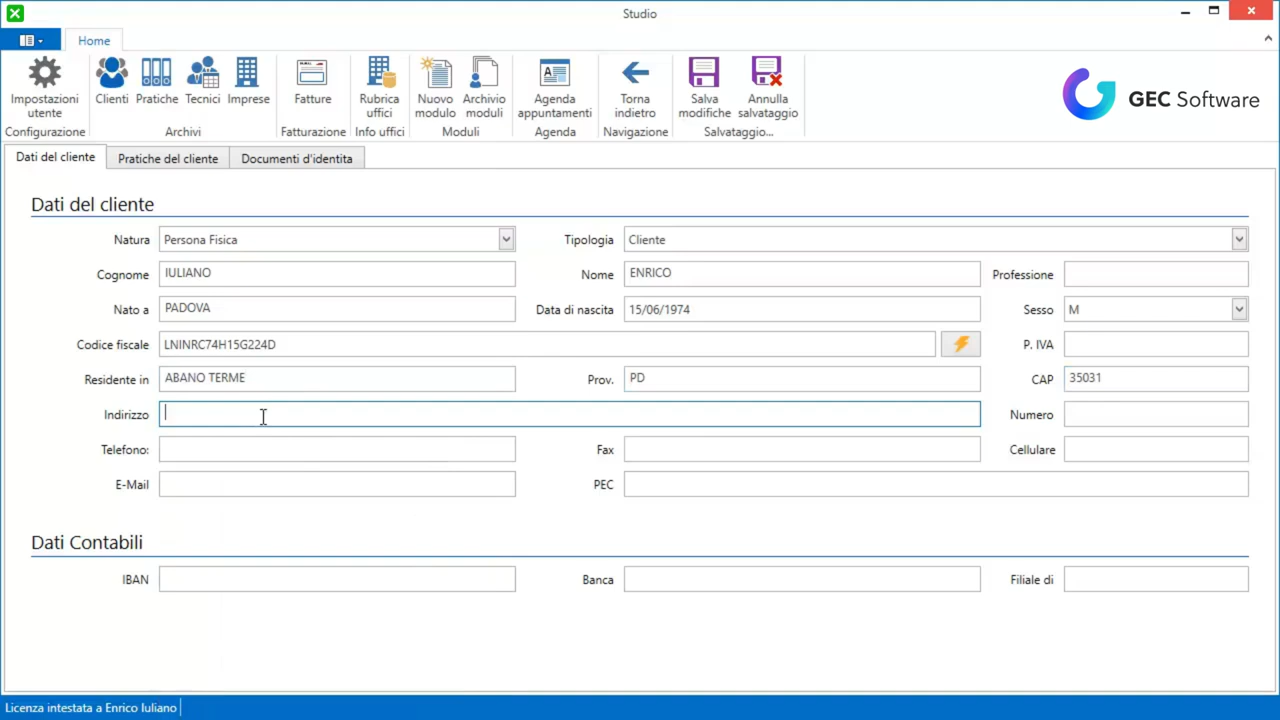 Studio
Home
Impostazioni utente
Clienti
Pratiche
Tecnici
Imprese
Fatture
Rubrica uffici
Nuovo modulo
Archivio moduli
Agenda appuntamenti
Torna indietro
Salva modifiche
Annulla salvataggio
GEC Software
Configurazione
Archivi
Fatturazione
Info uffici
Moduli
Agenda
Navigazione
Salvataggio...
Dati del cliente
Pratiche del cliente
Documenti d'identita
Dati del cliente
Natura Persona Fisica Tipologia Cliente
Cognome IULIANO Nome ENRICO Professione
Nato a PADOVA Data di nascita 15/06/1974 Sesso M
Codice fiscale LNINRC74H15G224D P. IVA
Residente in ABANO TERME Prov. PD CAP 35031
Indirizzo Numero
Telefono: Fax Cellulare
E-Mail PEC
Dati Contabili
IBAN Banca Filiale di
Licenza intestata a Enrico Iuliano